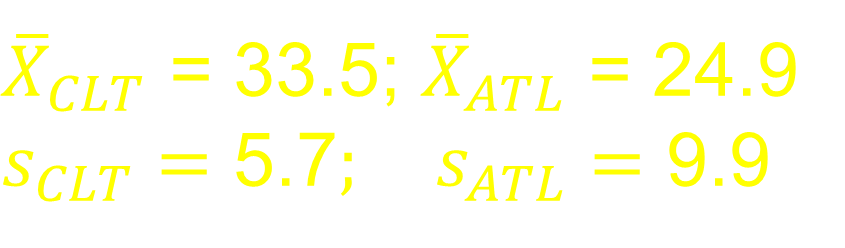 X̄_CLT = 33.5; X̄_ATL = 24.9
s_CLT = 5.7; s_ATL = 9.9